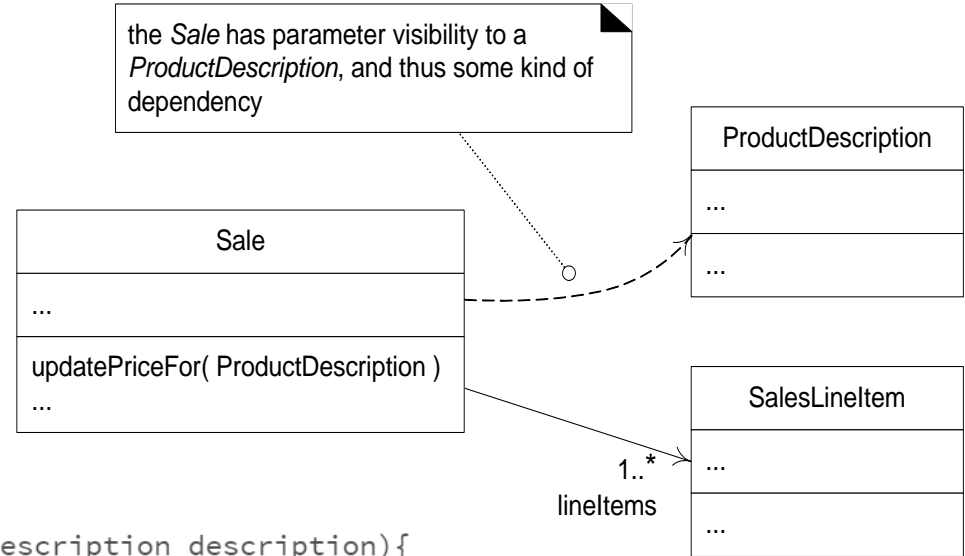 the Sale has parameter visibility to a
ProductDescription, and thus some kind of
dependency
ProductDescription
...
...
Sale
...
updatePriceFor( ProductDescription )
...
SalesLineItem
...
...
1..*
lineItems
escription description){